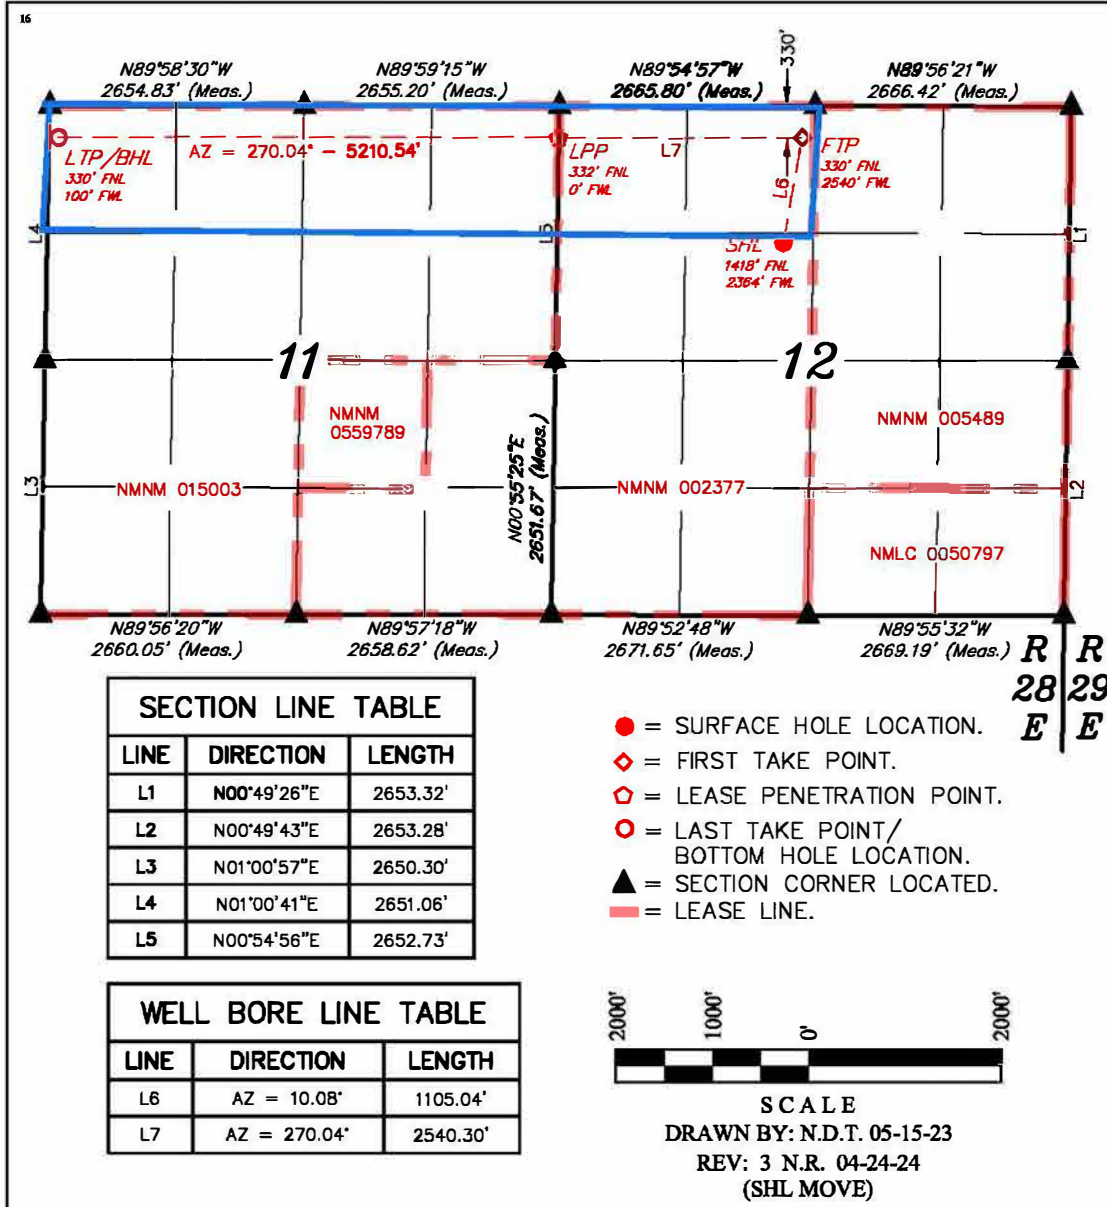 16
N89°58'30"W
2654.83' (Meas.)
N89°59'15"W
2655.20' (Meas.)
N89°54'57"W
2665.80' (Meas.)
330'
N89°56'21"W
2666.42' (Meas.)
LTP/BHL
330' FNL
100' FWL
AZ = 270.04° - 5210.54'
LPP
332' FNL
0' FWL
L7
FTP
330' FNL
2540' FWL
L6
L4
L5
SHL
1418' FNL
2364' FWL
L1
11
12
NMNM
0559789
NMNM 005489
N00°55'25"E
2651.67' (Meas.)
L3
NMNM 015003
NMNM 002377
L2
NMLC 0050797
N89°56'20"W
2660.05' (Meas.)
N89°57'18"W
2658.62' (Meas.)
N89°52'48"W
2671.65' (Meas.)
N89°55'32"W
2669.19' (Meas.)
R R
28 29
E E
SECTION LINE TABLE
LINE DIRECTION LENGTH
L1 N00°49'26"E 2653.32'
L2 N00°49'43"E 2653.28'
L3 N01°00'57"E 2650.30'
L4 N01°00'41"E 2651.06'
L5 N00°54'56"E 2652.73'
= SURFACE HOLE LOCATION.
= FIRST TAKE POINT.
= LEASE PENETRATION POINT.
= LAST TAKE POINT/
BOTTOM HOLE LOCATION.
= SECTION CORNER LOCATED.
= LEASE LINE.
WELL BORE LINE TABLE
LINE DIRECTION LENGTH
L6 AZ = 10.08° 1105.04'
L7 AZ = 270.04° 2540.30'
2000' 1000' 0' 2000'
SCALE
DRAWN BY: N.D.T. 05-15-23
REV: 3 N.R. 04-24-24
(SHL MOVE)